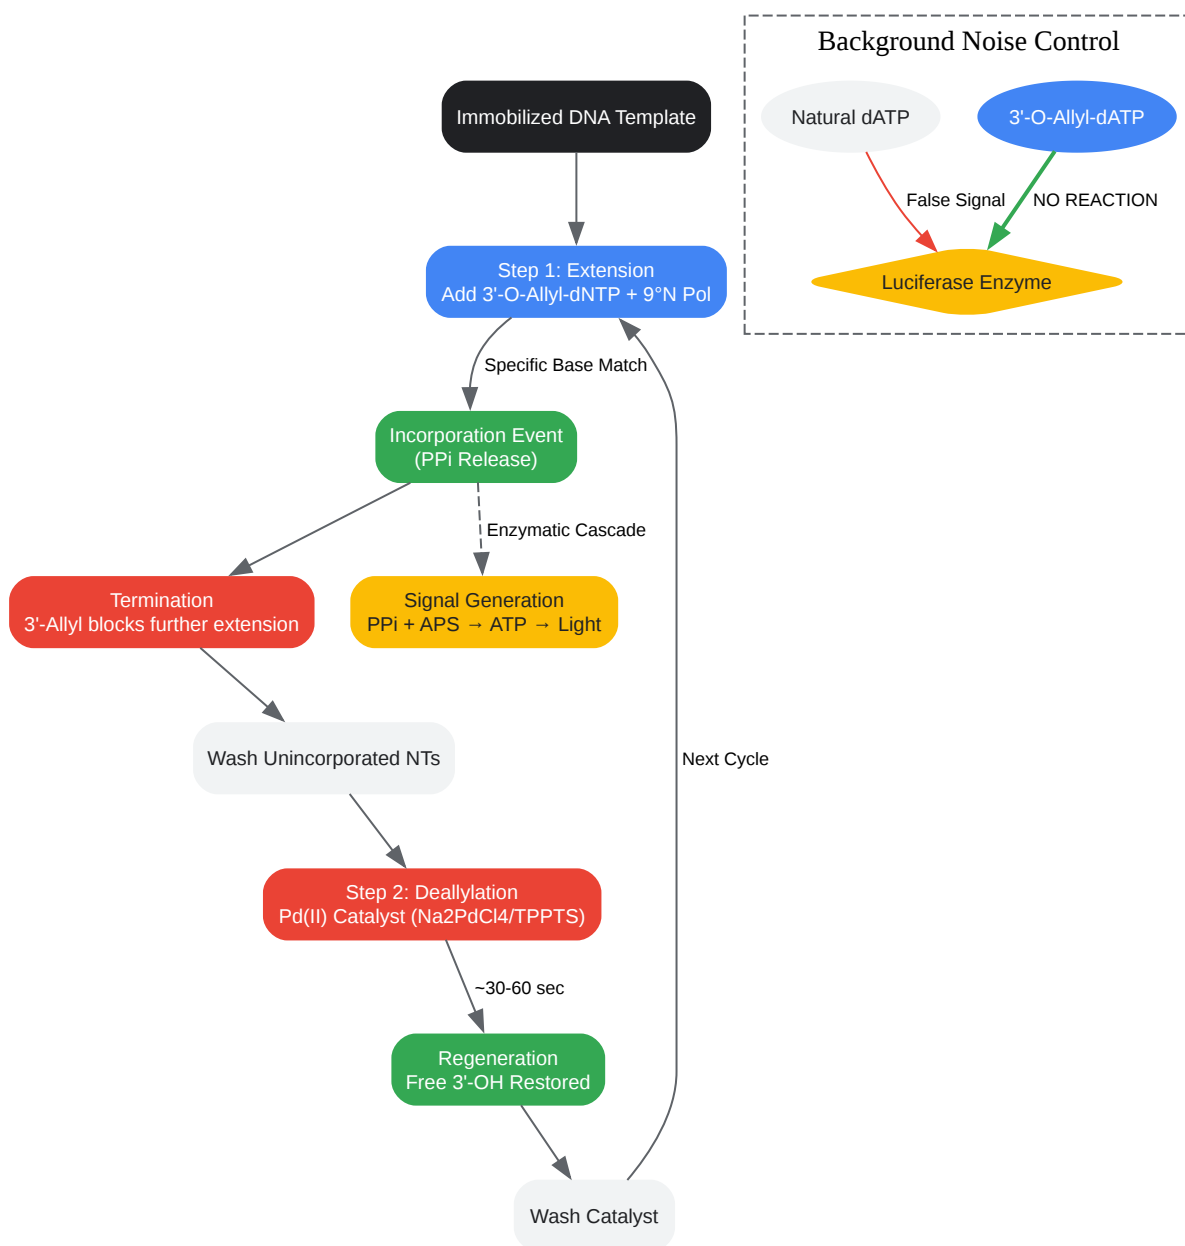 Background Noise Control
Immobilized DNA Template
Natural dATP
3'-O-Allyl-dATP
False Signal
NO REACTION
Luciferase Enzyme
Step 1: Extension
Add 3'-O-Allyl-dNTP + 9°N Pol
Specific Base Match
Incorporation Event
(PPi Release)
Enzymatic Cascade
Termination
3'-Allyl blocks further extension
Signal Generation
PPi + APS → ATP → Light
Wash Unincorporated NTs
Next Cycle
Step 2: Deallylation
Pd(II) Catalyst (Na2PdCl4/TPPTS)
~30-60 sec
Regeneration
Free 3'-OH Restored
Wash Catalyst